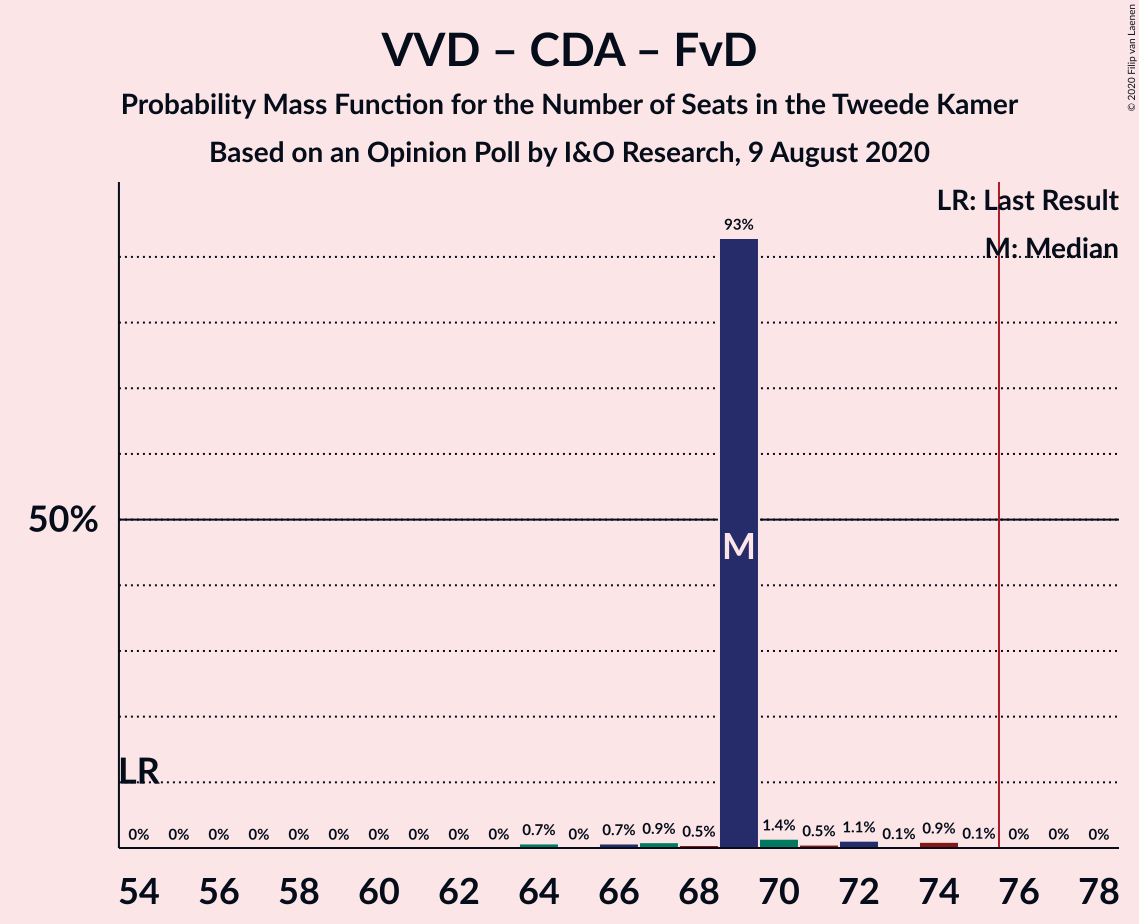 VVD – CDA – FvD
Probability Mass Function for the Number of Seats in the Tweede Kamer
Based on an Opinion Poll by I&O Research, 9 August 2020
© 2020 Filip van Laenen
LR: Last Result
M: Median
93%
50%
M
LR
0% 0% 0% 0% 0% 0% 0% 0% 0% 0% 0.7% 0% 0.7% 0.9% 0.5% 1.4% 0.5% 1.1% 0.1% 0.9% 0.1% 0% 0% 0%
54 56 58 60 62 64 66 68 70 72 74 76 78